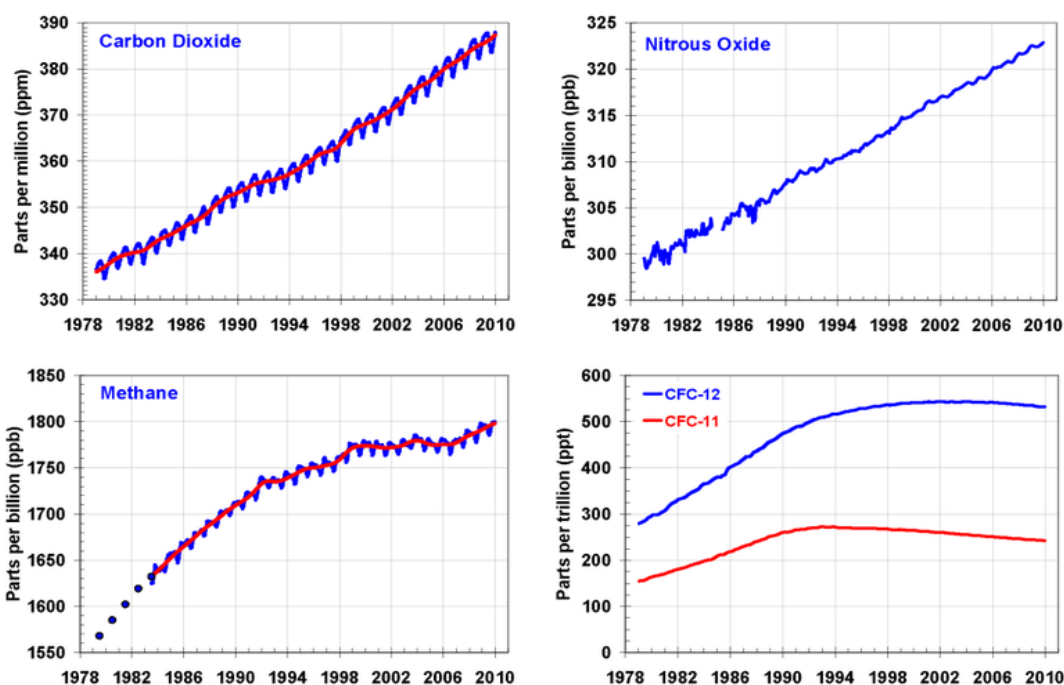 Carbon Dioxide
Parts per million (ppm)
390
380
370
360
350
340
330
1978 1982 1986 1990 1994 1998 2002 2006 2010
Nitrous Oxide
Parts per billion (ppb)
325
320
315
310
305
300
295
1978 1982 1986 1990 1994 1998 2002 2006 2010
Methane
Parts per billion (ppb)
1850
1800
1750
1700
1650
1600
1550
1978 1982 1986 1990 1994 1998 2002 2006 2010
CFC-12
CFC-11
Parts per trillion (ppt)
600
500
400
300
200
100
0
1978 1982 1986 1990 1994 1998 2002 2006 2010